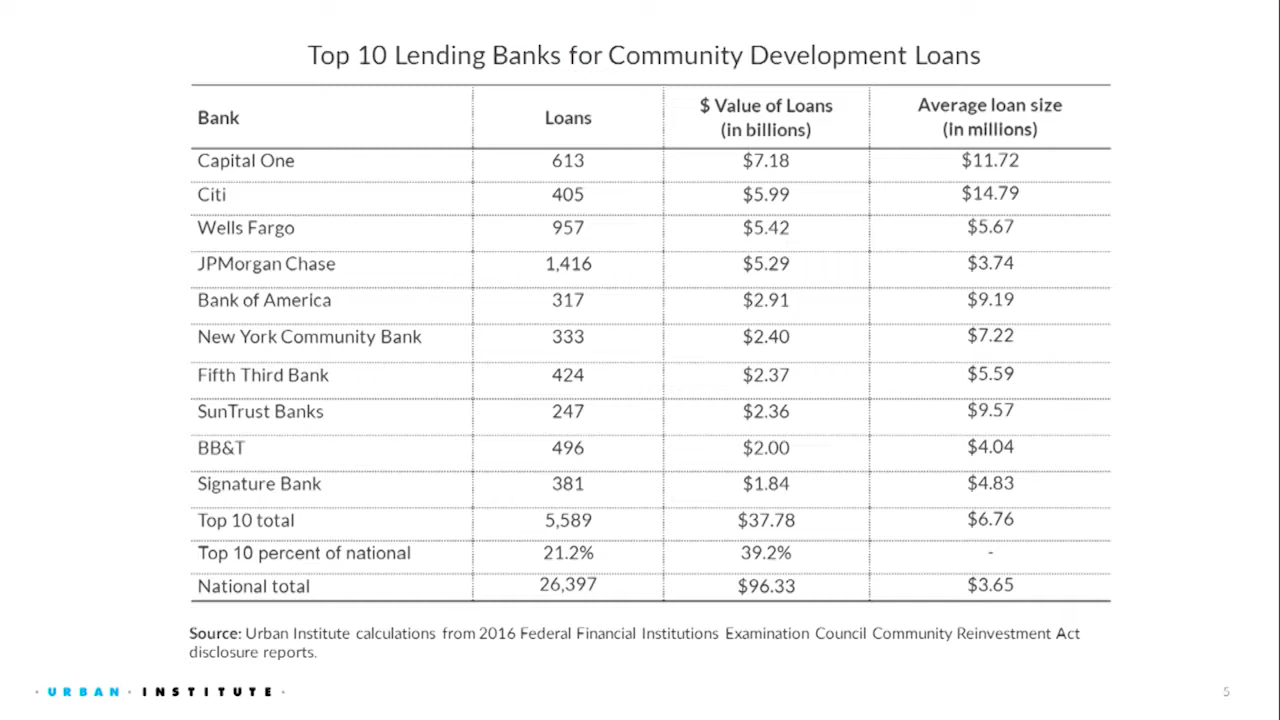 Top 10 Lending Banks for Community Development Loans
Bank Loans $ Value of Loans (in billions) Average loan size (in millions)
Capital One 613 $7.18 $11.72
Citi 405 $5.99 $14.79
Wells Fargo 957 $5.42 $5.67
JPMorgan Chase 1,416 $5.29 $3.74
Bank of America 317 $2.91 $9.19
New York Community Bank 333 $2.40 $7.22
Fifth Third Bank 424 $2.37 $5.59
SunTrust Banks 247 $2.36 $9.57
BB&T 496 $2.00 $4.04
Signature Bank 381 $1.84 $4.83
Top 10 total 5,589 $37.78 $6.76
Top 10 percent of national 21.2% 39.2% -
National total 26,397 $96.33 $3.65
Source: Urban Institute calculations from 2016 Federal Financial Institutions Examination Council Community Reinvestment Act
disclosure reports.
· URBAN · INSTITUTE · 5